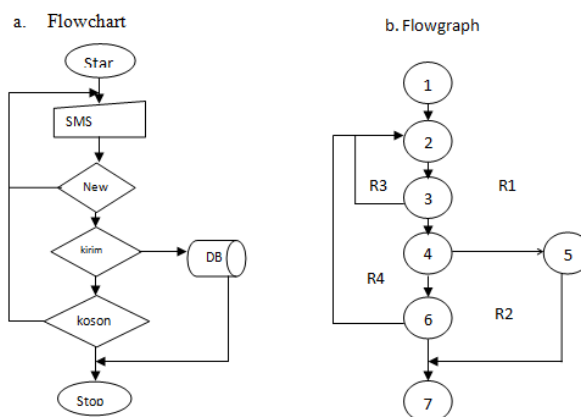 a. Flowchart
Star
SMS
New
kirim
DB
koson
Stop
b. Flowgraph
1
2
R3
R1
3
4
5
R4
6
R2
7